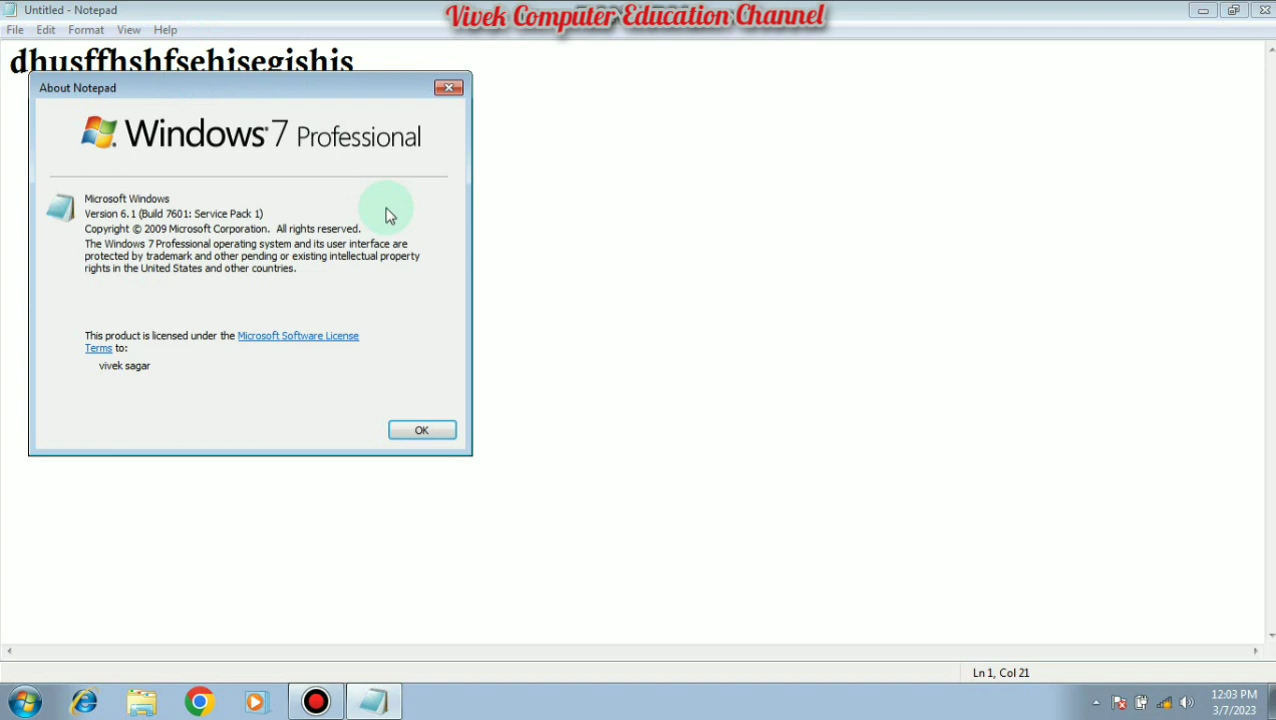 Untitled - Notepad
Vivek Computer Education Channel
File Edit Format View Help
dhusffhshfsehisegishis
About Notepad
Windows 7 Professional
Microsoft Windows
Version 6.1 (Build 7601: Service Pack 1)
Copyright © 2009 Microsoft Corporation. All rights reserved.
The Windows 7 Professional operating system and its user interface are
protected by trademark and other pending or existing intellectual property
rights in the United States and other countries.
This product is licensed under the Microsoft Software License
Terms to:
vivek sagar
OK
Ln 1, Col 21
12:03 PM
3/7/2023